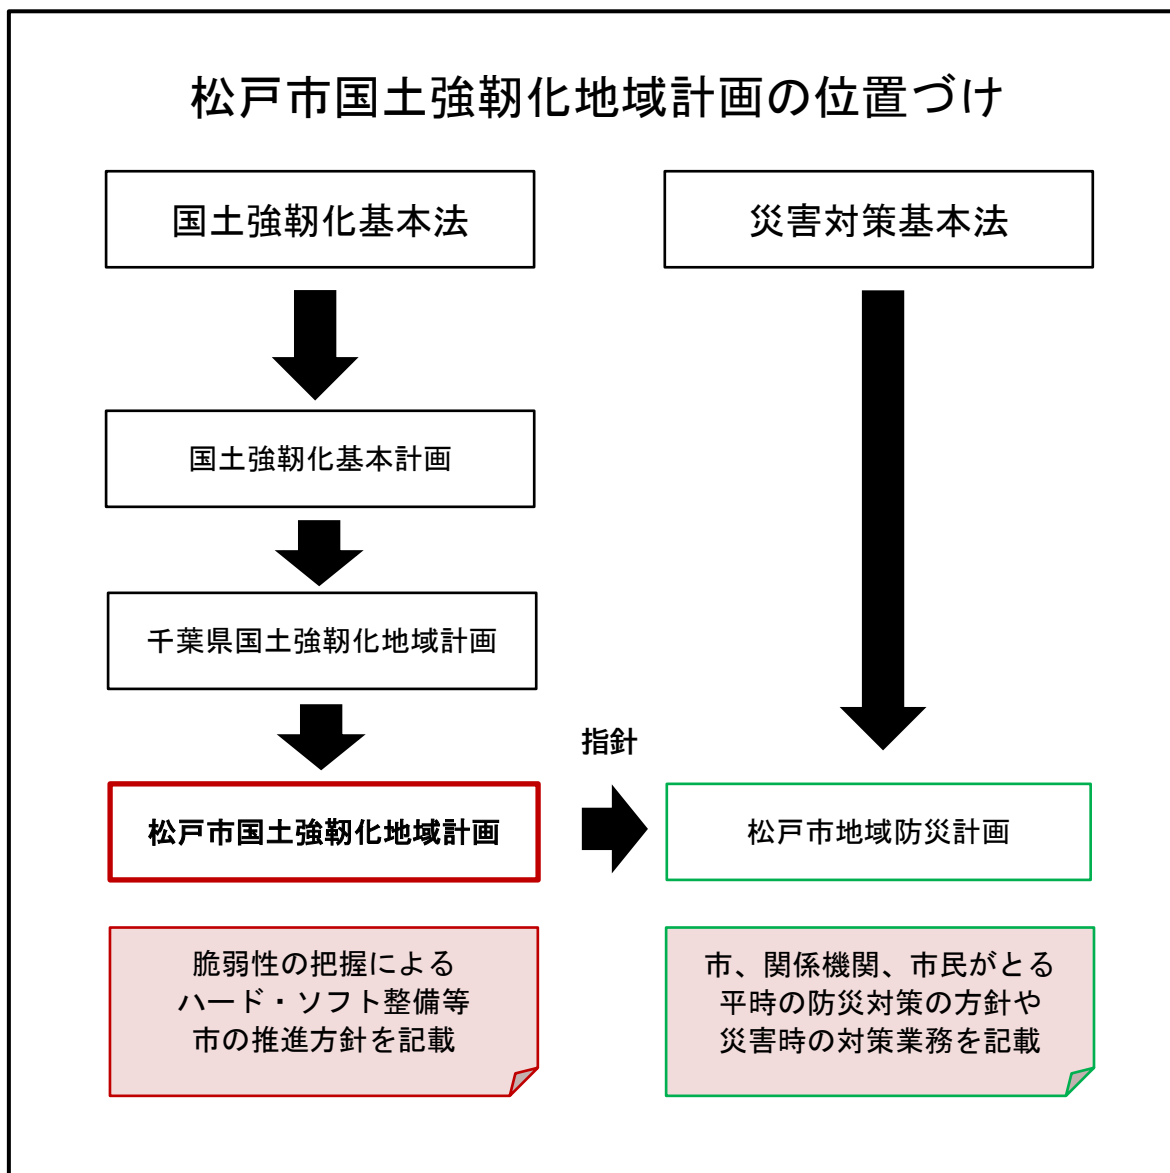 松戸市国土強靭化地域計画の位置づけ
国土強靭化基本法
災害対策基本法
国土強靭化基本計画
千葉県国土強靭化地域計画
指針
松戸市国土強靭化地域計画
松戸市地域防災計画
脆弱性の把握による
ハード・ソフト整備等
市の推進方針を記載
市、関係機関、市民がとる
平時の防災対策の方針や
災害時の対策業務を記載